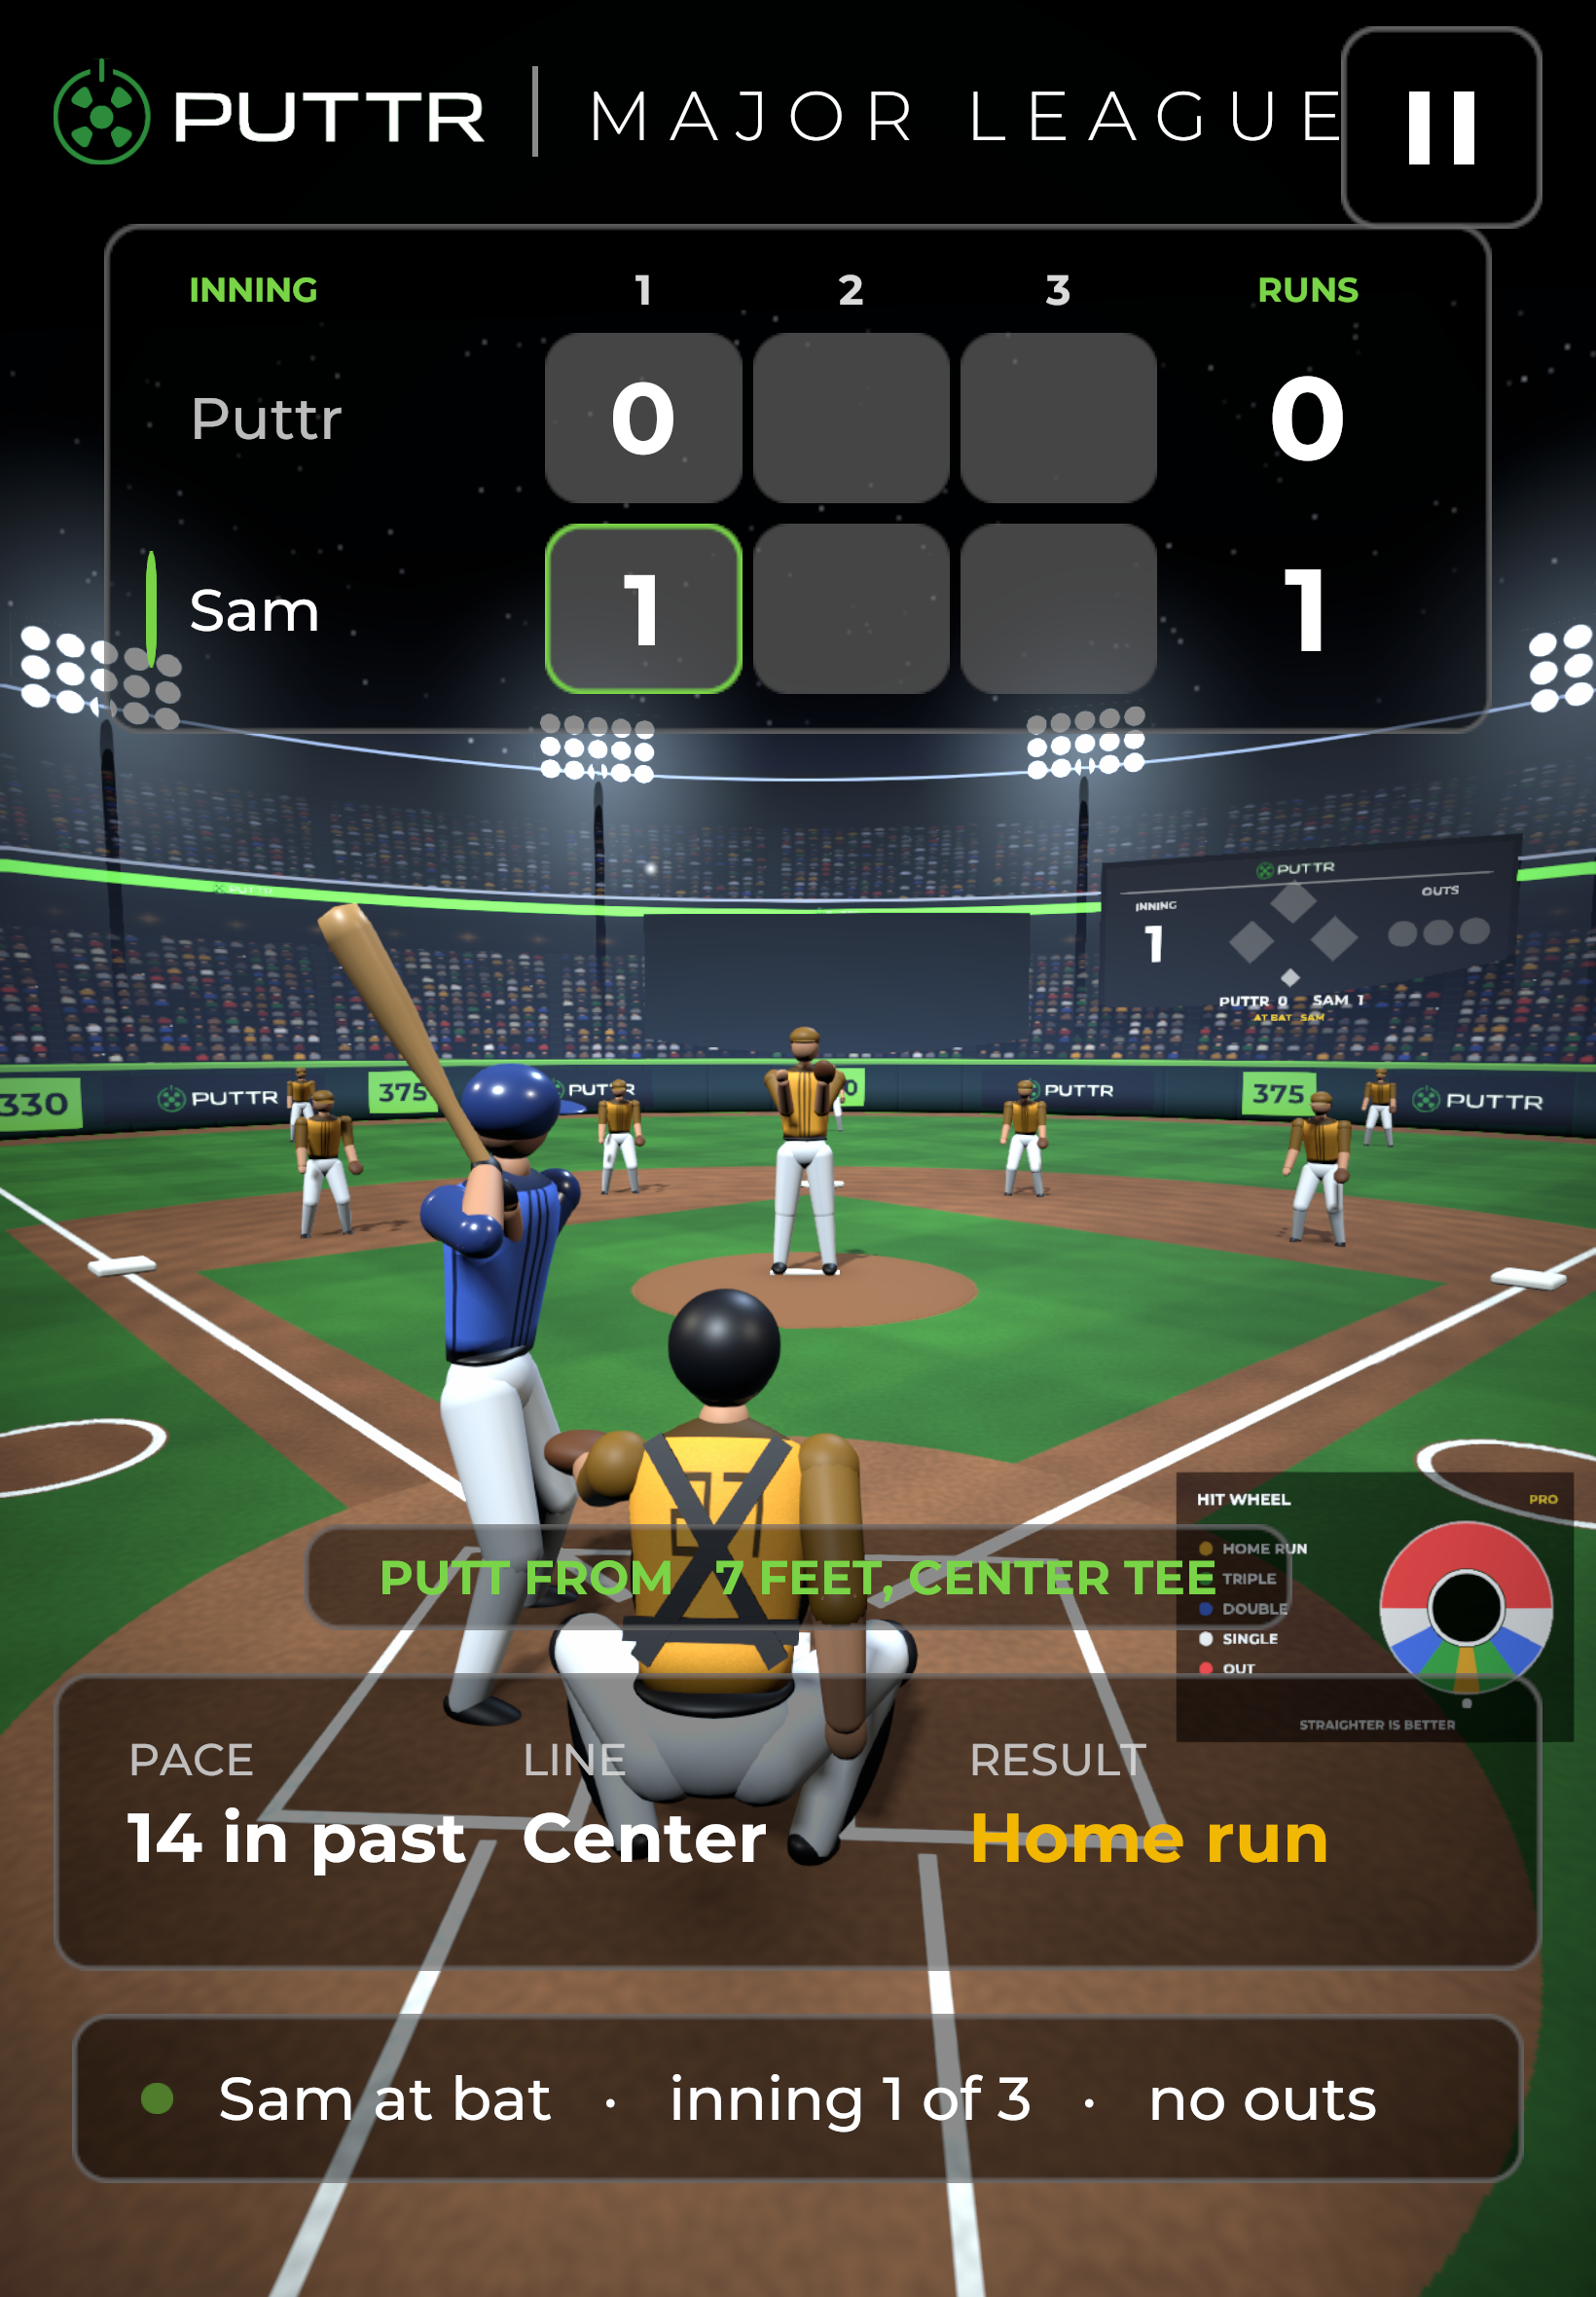 PUTTR | MAJOR LEAGUE
INNING 1 2 3 RUNS
Puttr 0 0
Sam 1 1
PUTTR
PUTTR
INNING OUTS
1
PUTTR 0 SAM 1
AT BAT SAM
330 PUTTR 375 PUTTR 0 PUTTR 375 PUTTR
HIT WHEEL PRO
HOME RUN
TRIPLE
DOUBLE
SINGLE
OUT
STRAIGHTER IS BETTER
PUTT FROM 7 FEET, CENTER TEE
PACE LINE RESULT
14 in past Center Home run
Sam at bat · inning 1 of 3 · no outs